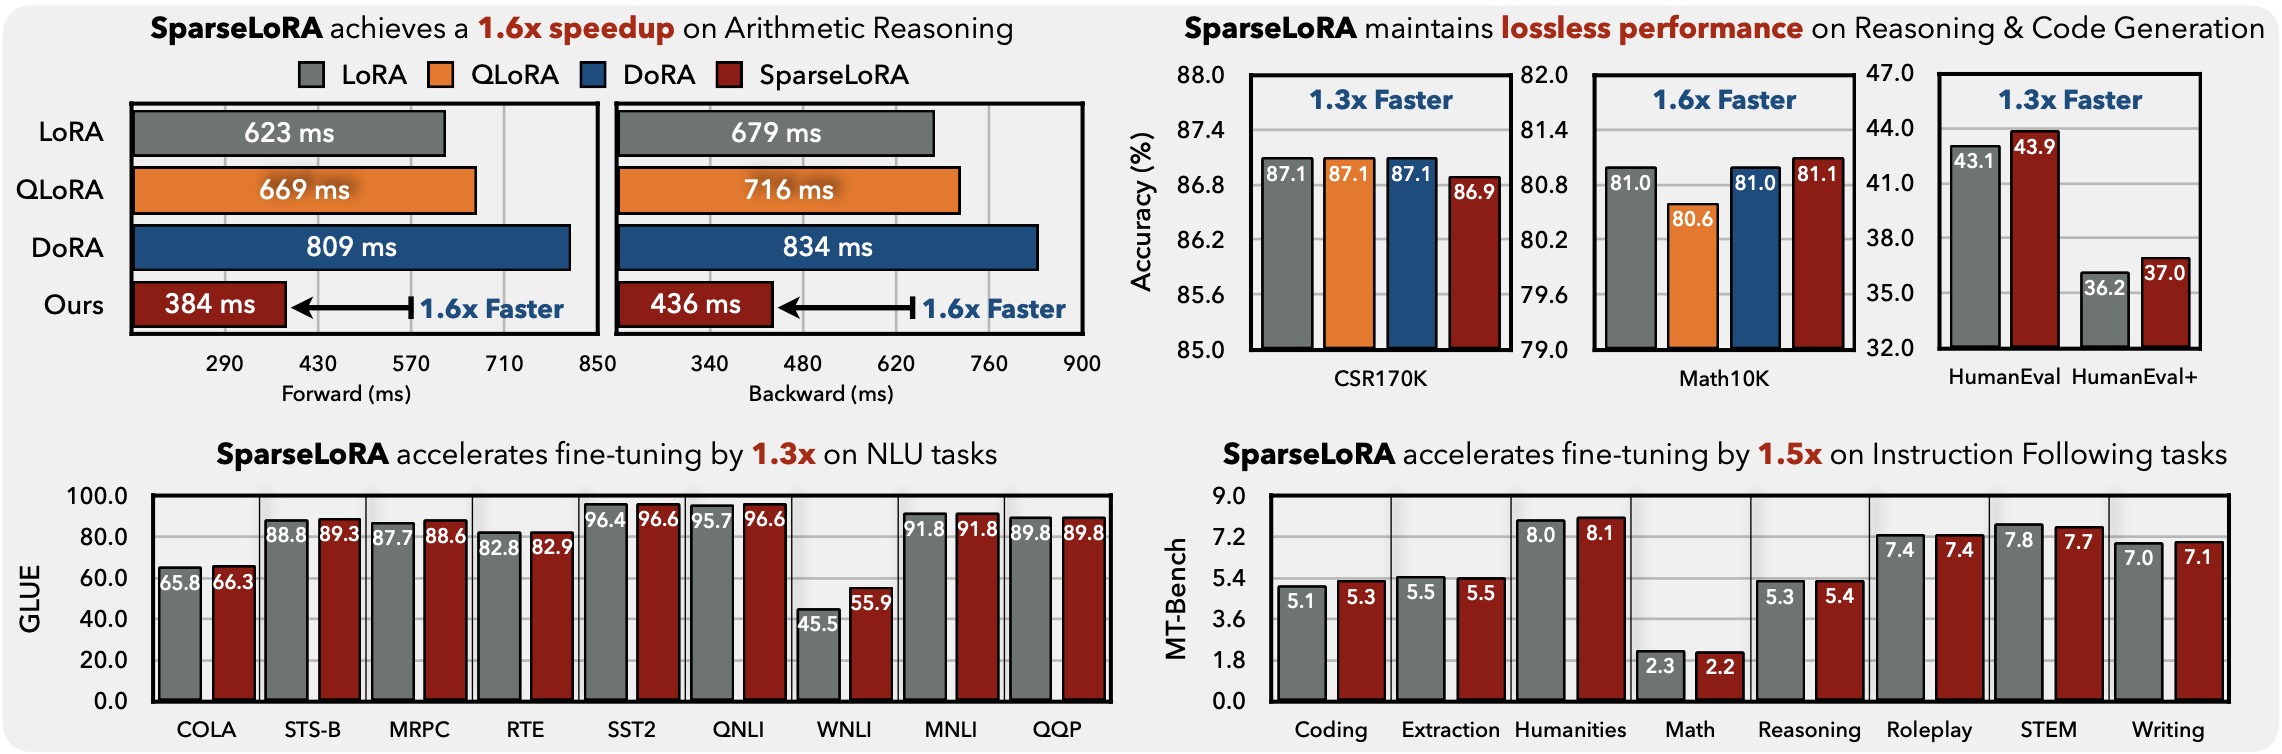 SparseLoRA achieves a 1.6x speedup on Arithmetic Reasoning
LoRA QLoRA DoRA SparseLoRA
LoRA 623 ms 679 ms
QLoRA 669 ms 716 ms
DoRA 809 ms 834 ms
Ours 384 ms 1.6x Faster 436 ms 1.6x Faster
290 430 570 710 850 340 480 620 760 900
Forward (ms) Backward (ms)
SparseLoRA maintains lossless performance on Reasoning & Code Generation
Accuracy (%)
88.0
87.4
86.8
86.2
85.6
85.0
1.3x Faster
87.1 87.1 87.1 86.9
CSR170K
82.0
81.4
80.8
80.2
79.6
79.0
1.6x Faster
81.0 80.6 81.0 81.1
Math10K
47.0
44.0
41.0
38.0
35.0
32.0
1.3x Faster
43.1 43.9 36.2 37.0
HumanEval HumanEval+
SparseLoRA accelerates fine-tuning by 1.3x on NLU tasks
GLUE
100.0
80.0
60.0
40.0
20.0
0.0
65.8 66.3 88.8 89.3 87.7 88.6 82.8 82.9 96.4 96.6 95.7 96.6 45.5 55.9 91.8 91.8 89.8 89.8
COLA STS-B MRPC RTE SST2 QNLI WNLI MNLI QQP
SparseLoRA accelerates fine-tuning by 1.5x on Instruction Following tasks
MT-Bench
9.0
7.2
5.4
3.6
1.8
0.0
5.1 5.3 5.5 5.5 8.0 8.1 2.3 2.2 5.3 5.4 7.4 7.4 7.8 7.7 7.0 7.1
Coding Extraction Humanities Math Reasoning Roleplay STEM Writing